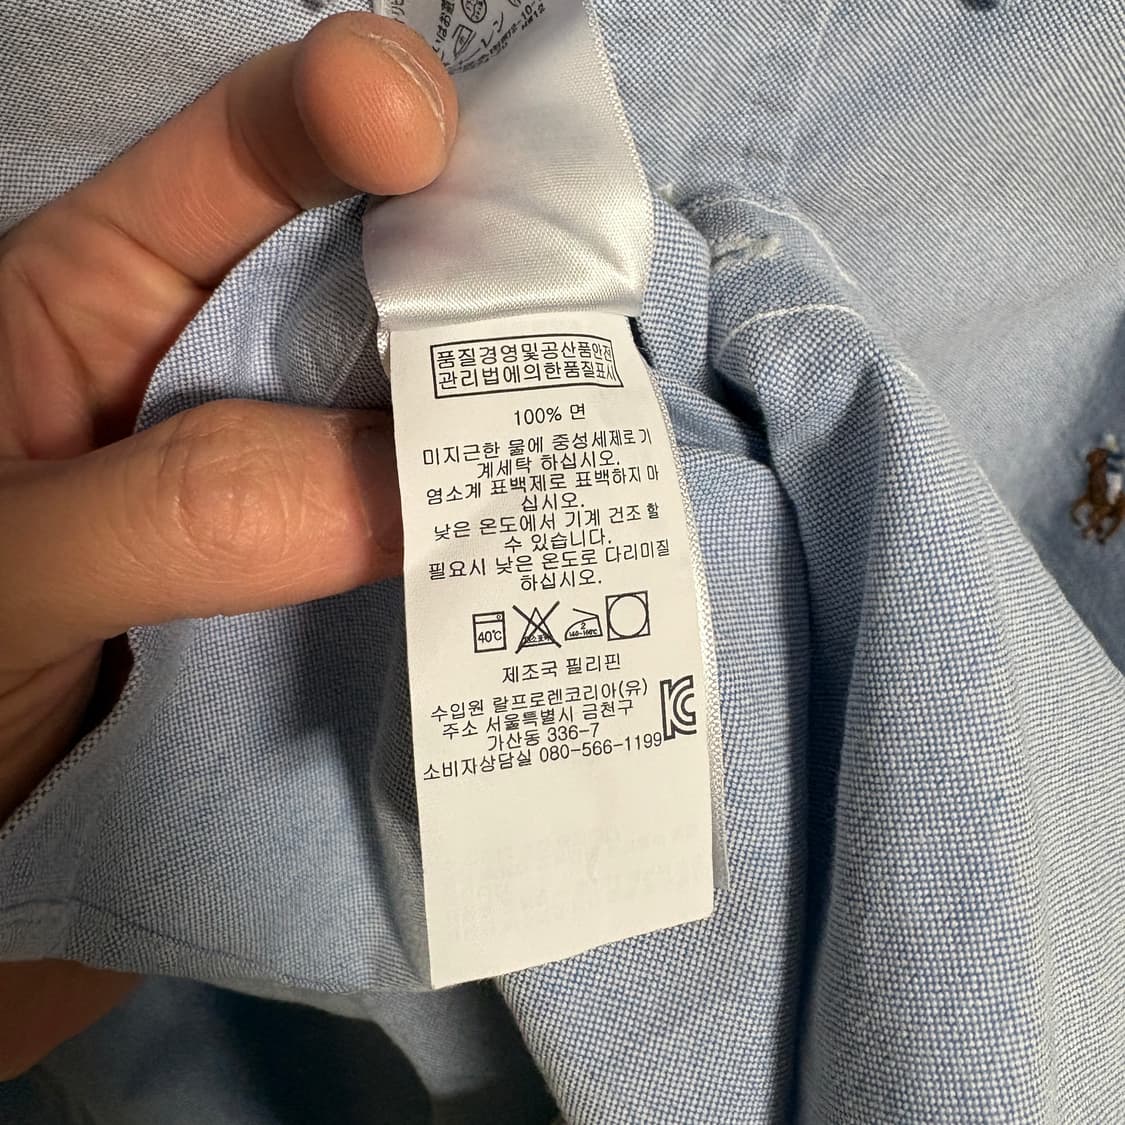 품질경영및공산품안전
관리법에의한품질표시
100% 면
미지근한 물에 중성세제로기
계세탁 하십시오.
염소계 표백제로 표백하지 마
십시오.
낮은 온도에서 기계 건조 할
수 있습니다.
필요시 낮은 온도로 다리미질
하십시오.
40℃
2
제조국 필리핀
수입원 랄프로렌코리아(유)
주소 서울특별시 금천구
가산동 336-7
소비자상담실 080-566-1199